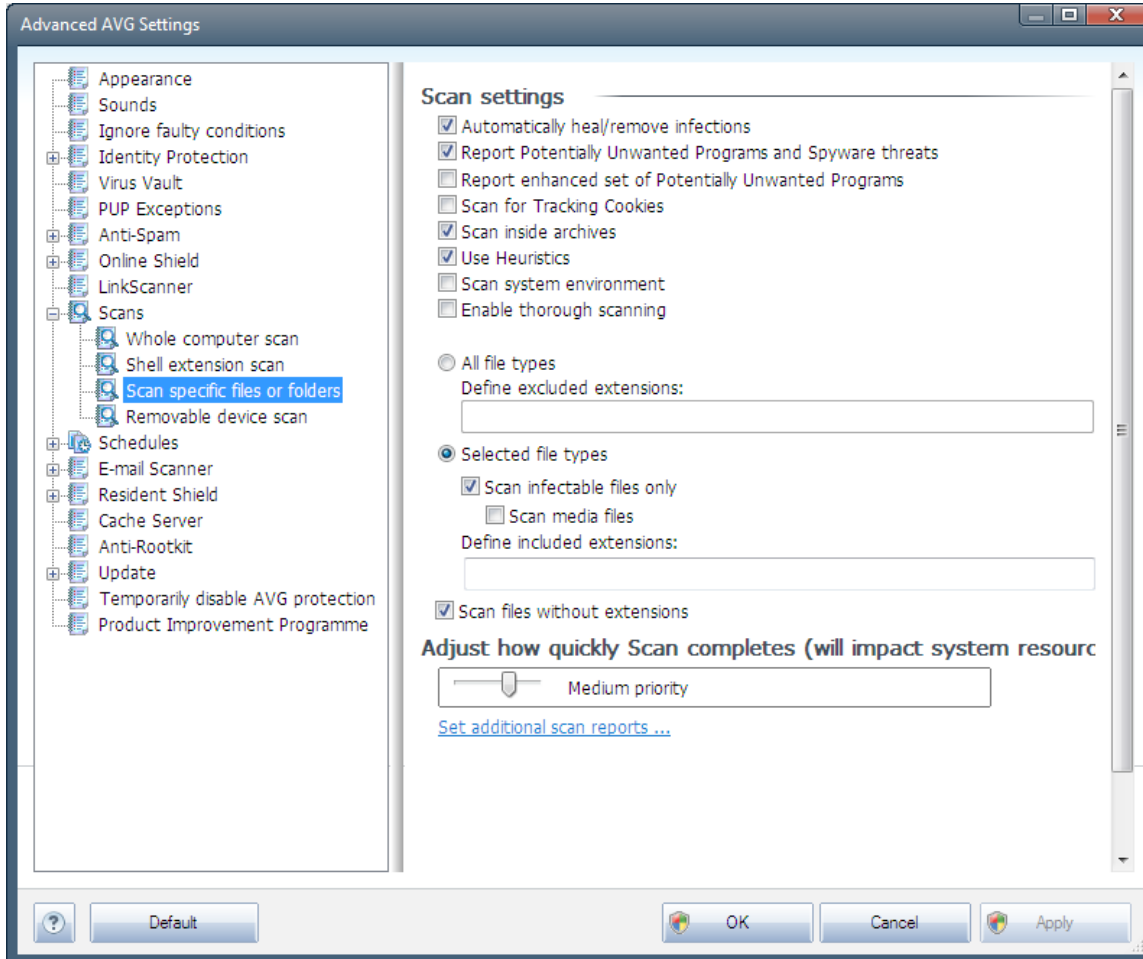 Advanced AVG Settings
Appearance
Sounds
Ignore faulty conditions
Identity Protection
Virus Vault
PUP Exceptions
Anti-Spam
Online Shield
LinkScanner
Scans
Whole computer scan
Shell extension scan
Scan specific files or folders
Removable device scan
Schedules
E-mail Scanner
Resident Shield
Cache Server
Anti-Rootkit
Update
Temporarily disable AVG protection
Product Improvement Programme
Scan settings
Automatically heal/remove infections
Report Potentially Unwanted Programs and Spyware threats
Report enhanced set of Potentially Unwanted Programs
Scan for Tracking Cookies
Scan inside archives
Use Heuristics
Scan system environment
Enable thorough scanning
All file types
Define excluded extensions:
Selected file types
Scan infectable files only
Scan media files
Define included extensions:
Scan files without extensions
Adjust how quickly Scan completes (will impact system resourc
Medium priority
Set additional scan reports ...
? Default OK Cancel Apply